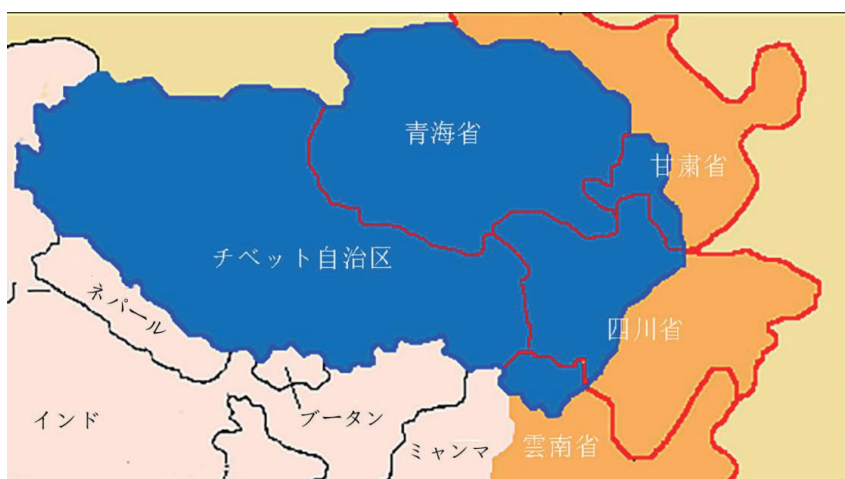 青海省
甘粛省
チベット自治区
ネパール
四川省
インド
ブータン
ミャンマ
雲南省